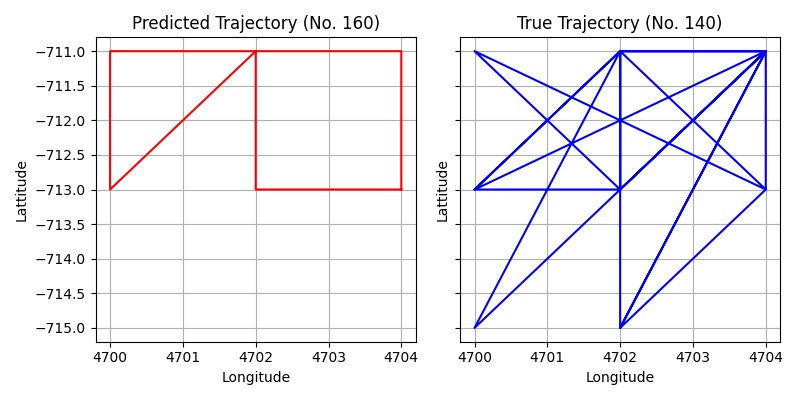 Predicted Trajectory (No. 160)
True Trajectory (No. 140)
−711.0
−711.5
−712.0
−712.5
−713.0
−713.5
−714.0
−714.5
−715.0
Lattitude
Lattitude
4700 4701 4702 4703 4704
4700 4701 4702 4703 4704
Longitude
Longitude